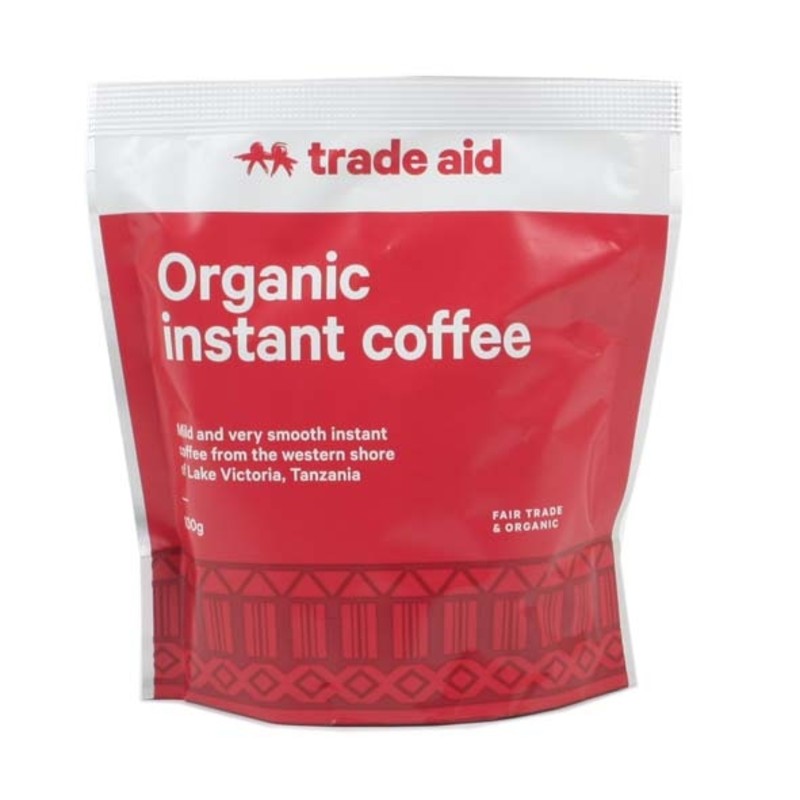 trade aid
Organic
instant coffee
Mild and very smooth instant
coffee from the western shore
of Lake Victoria, Tanzania
100g
FAIR TRADE
& ORGANIC